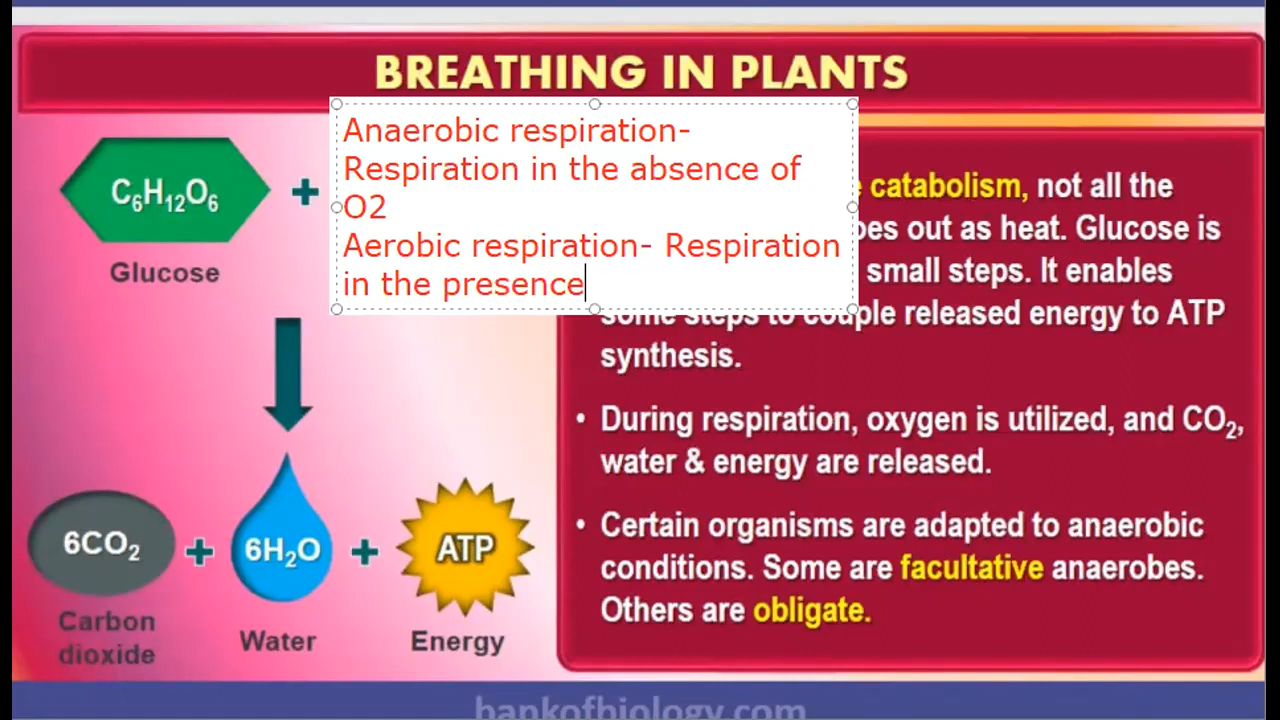 BREATHING IN PLANTS
C₆H₁₂O₆
+
Glucose
Anaerobic respiration-
Respiration in the absence of
O2
Aerobic respiration- Respiration
in the presence
catabolism, not all the
out as heat. Glucose is
small steps. It enables
some steps to couple released energy to ATP
synthesis.
• During respiration, oxygen is utilized, and CO₂,
water & energy are released.
• Certain organisms are adapted to anaerobic
conditions. Some are facultative anaerobes.
Others are obligate.
6CO₂ + 6H₂O + ATP
Carbon
dioxide
Water
Energy
bankofbiology.com